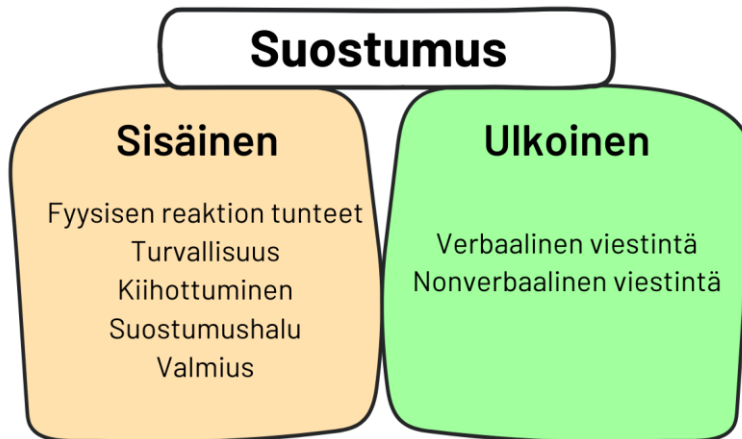 Suostumus
Sisäinen
Fyysisen reaktion tunteet
Turvallisuus
Kiihottuminen
Suostumushalu
Valmius
Ulkoinen
Verbaalinen viestintä
Nonverbaalinen viestintä